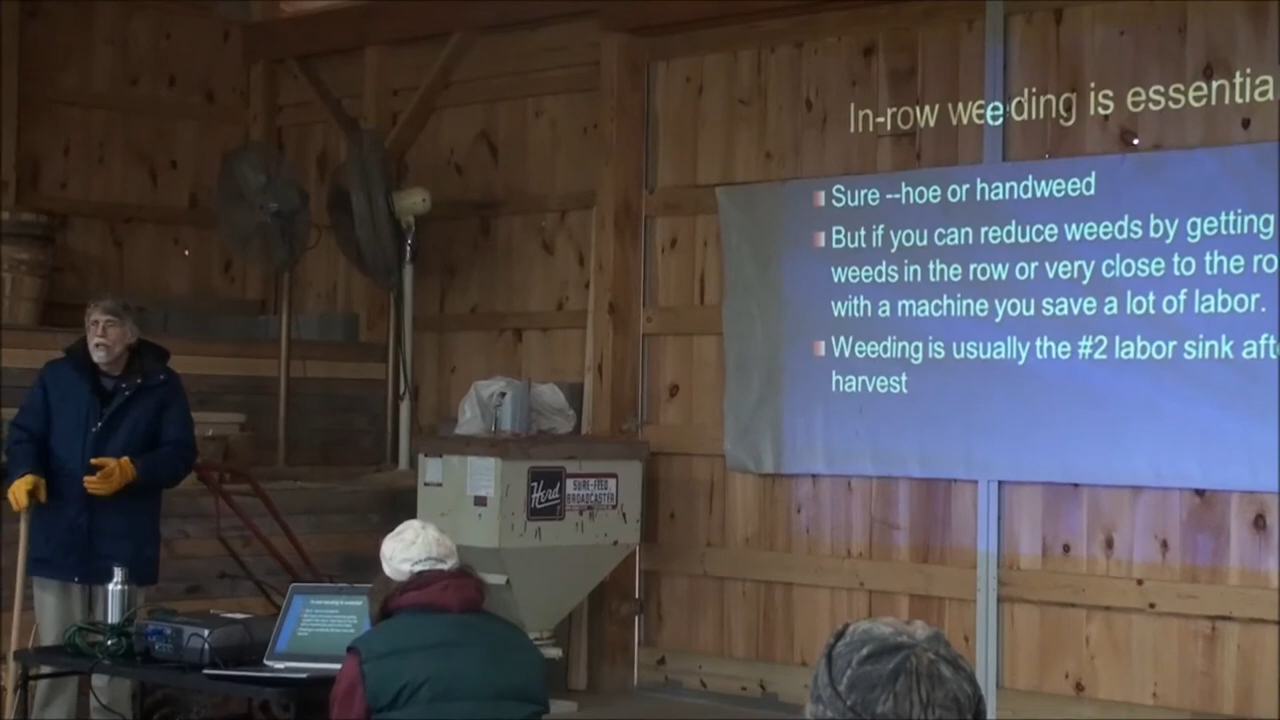 In-row weeding is essentia
Sure --hoe or handweed
But if you can reduce weeds by getting
weeds in the row or very close to the ro
with a machine you save a lot of labor.
Weeding is usually the #2 labor sink aft
harvest
Herd
SURE-FEED
BROADCASTER